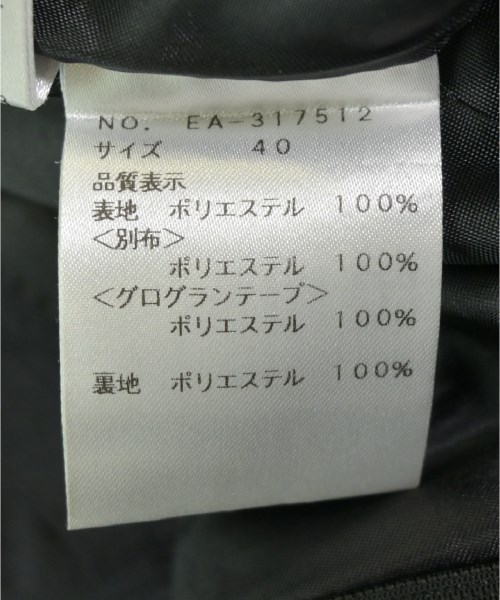 NO. EA-317512
サイズ 40
品質表示
表地 ポリエステル 100%
<別布>
ポリエステル 100%
<グログランテープ>
ポリエステル 100%
裏地 ポリエステル 100%